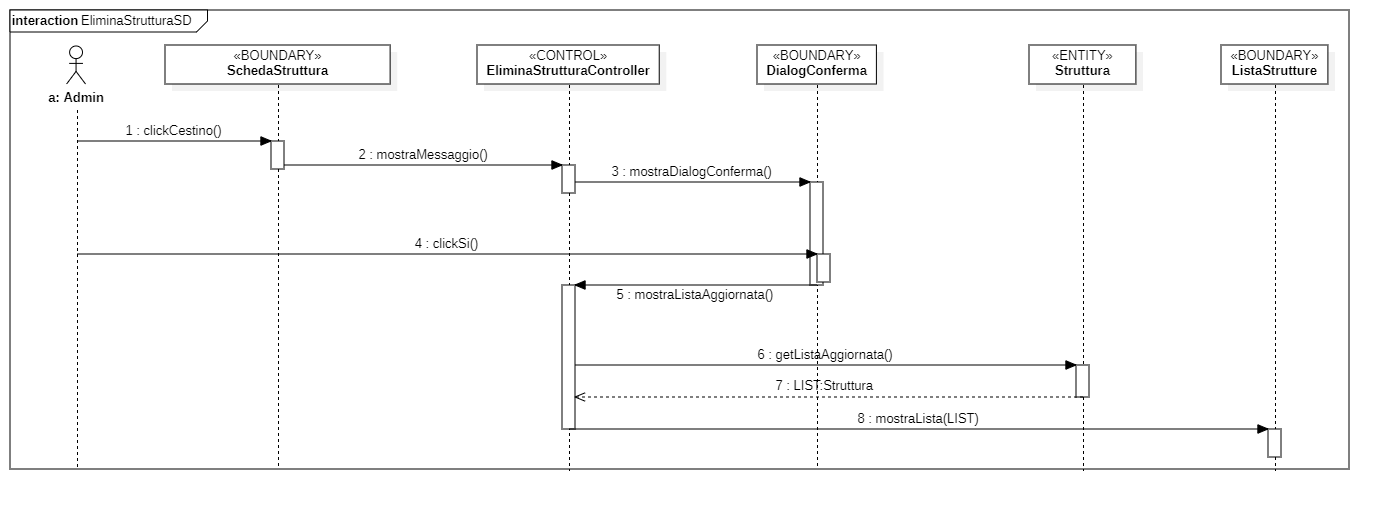 interaction EliminaStrutturaSD
«BOUNDARY»
SchedaStruttura
«CONTROL»
EliminaStrutturaController
«BOUNDARY»
DialogConferma
«ENTITY»
Struttura
«BOUNDARY»
ListaStrutture
a: Admin
1 : clickCestino()
2 : mostraMessaggio()
3 : mostraDialogConferma()
4 : clickSi()
5 : mostraListaAggiornata()
6 : getListaAggiornata()
7 : LIST:Struttura
8 : mostraLista(LIST)